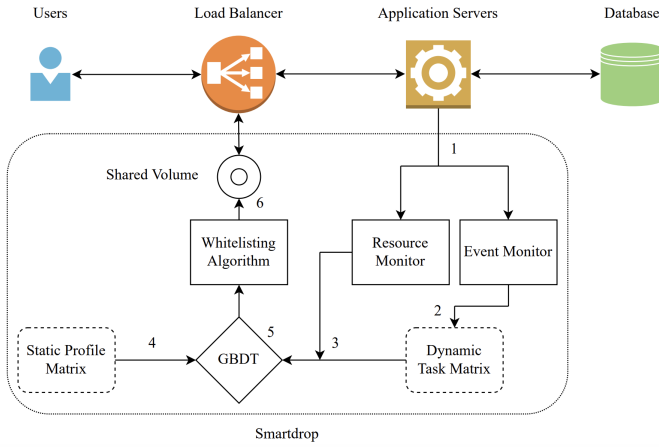 Users
Load Balancer
Application Servers
Database
1
Shared Volume
6
Whitelisting
Algorithm
Resource
Monitor
Event Monitor
2
Static Profile
Matrix
4
GBDT
5
3
Dynamic
Task Matrix
Smartdrop